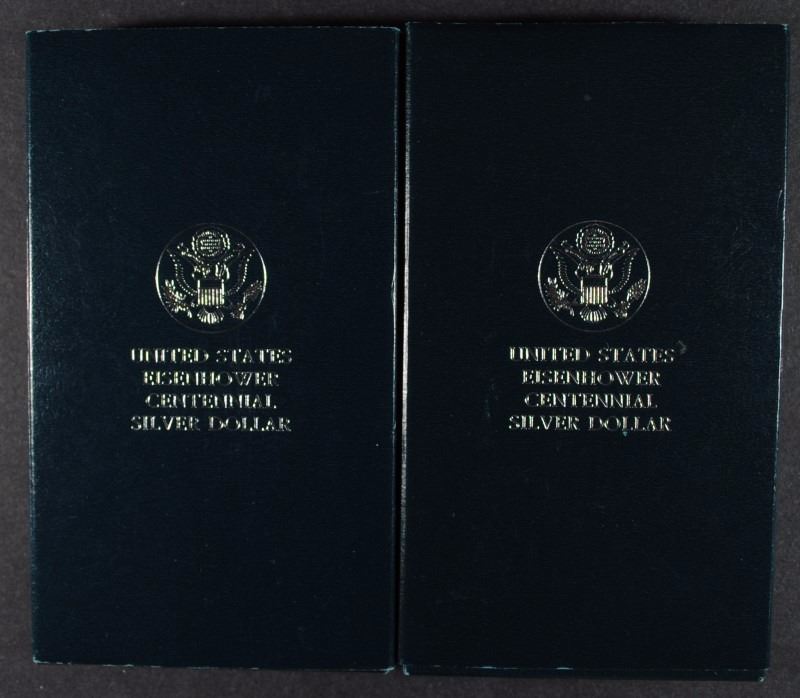 UNITED STATES
EISENHOWER
CENTENNIAL
SILVER DOLLAR
UNITED STATES
EISENHOWER
CENTENNIAL
SILVER DOLLAR